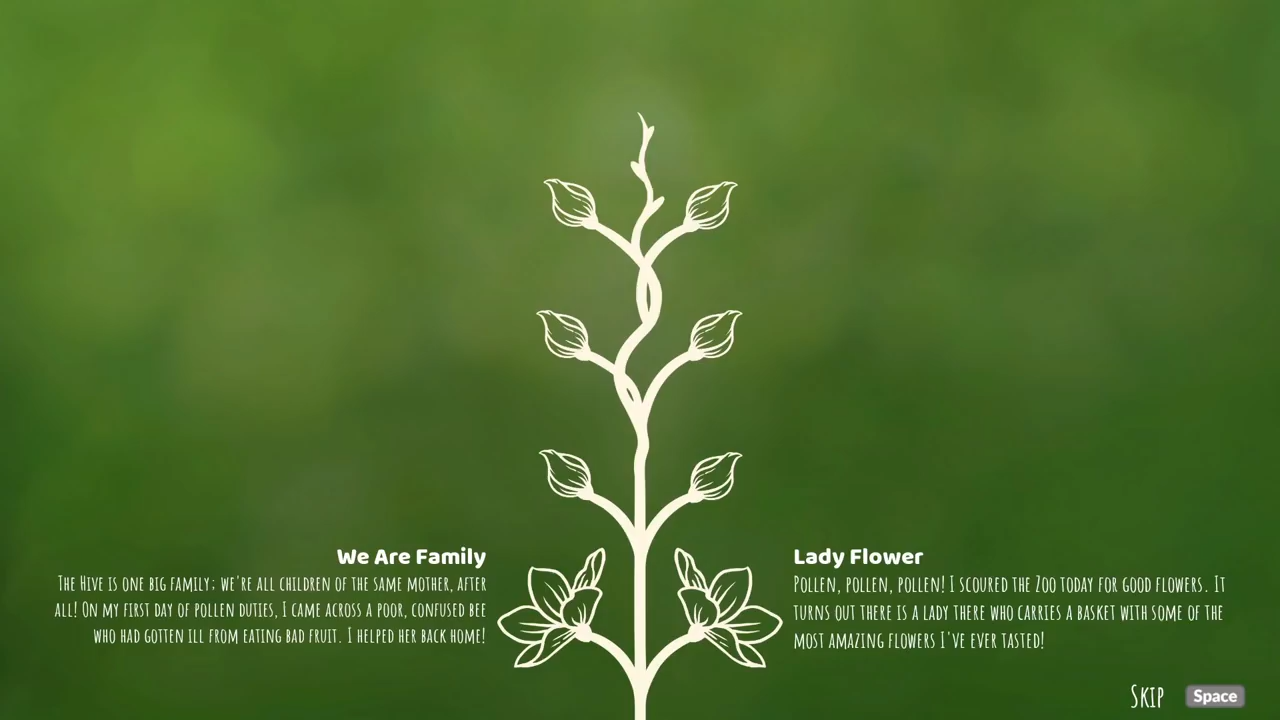 We Are Family
The Hive is one big family; we're all children of the same mother, after
all! On my first day of pollen duties, I came across a poor, confused bee
who had gotten ill from eating bad fruit. I helped her back home!
Lady Flower
Pollen, pollen, pollen! I scoured the Zoo today for good flowers. It
turns out there is a lady there who carries a basket with some of the
most amazing flowers I've ever tasted!
Skip Space